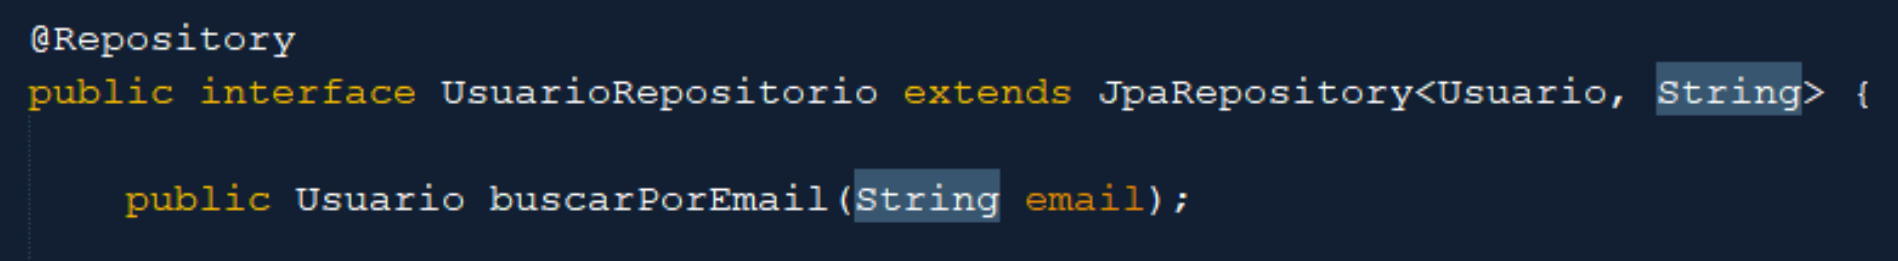 @Repository
public interface UsuarioRepositorio extends JpaRepository<Usuario, String> {
public Usuario buscarPorEmail(String email);